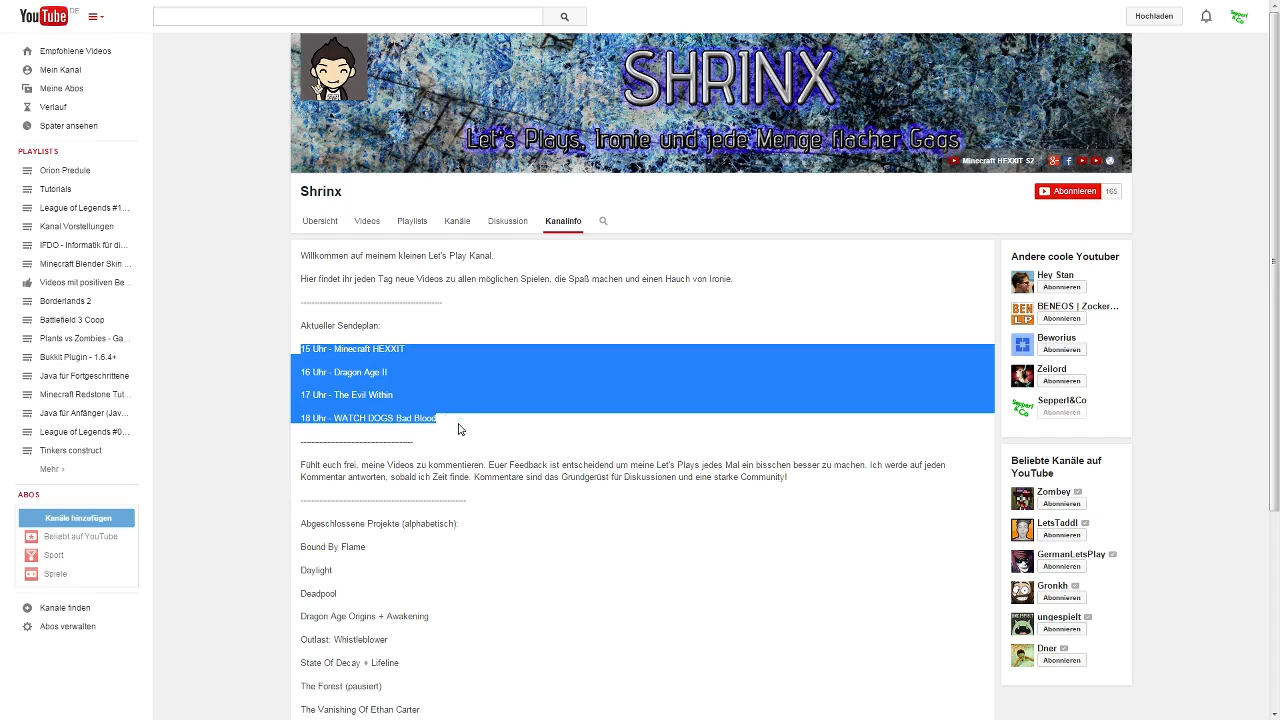 YouTube DE
Hochladen
Sepperl &Co
Empfohlene Videos
Mein Kanal
Meine Abos
Verlauf
Später ansehen
PLAYLISTS
Orion Predule
Tutorials
League of Legends #1...
Kanal Vorstellungen
IFDO - Informatik für di...
Minecraft Blender Skin ...
Videos mit positiven Be...
Borderlands 2
Battlefield 3 Coop
Plants vs Zombies - Ga...
Bukkit Plugin - 1.6.4+
Java für Fortgeschrittene
Minecraft Redstone Tut...
Java für Anfänger (Jav...
League of Legends #0...
Tinkers construct
Mehr ›
ABOS
Kanäle hinzufügen
Beliebt auf YouTube
Sport
Spiele
Kanäle finden
Abos verwalten
SHRINX
Let's Plays, Ironie und jede Menge flacher Gags
Minecraft HEXXIT S2
Shrinx
Abonnieren 165
Übersicht Videos Playlists Kanäle Diskussion Kanalinfo
Willkommen auf meinem kleinen Let's Play Kanal.
Hier findet ihr jeden Tag neue Videos zu allen möglichen Spielen, die Spaß machen und einen Hauch von Ironie.
-----------------------------------------------
Aktueller Sendeplan:
15 Uhr - Minecraft HEXXIT
16 Uhr - Dragon Age II
17 Uhr - The Evil Within
18 Uhr - WATCH DOGS Bad Blood
-------------------------------------
Fühlt euch frei, meine Videos zu kommentieren. Euer Feedback ist entscheidend um meine Let's Plays jedes Mal ein bisschen besser zu machen. Ich werde auf jeden
Kommentar antworten, sobald ich Zeit finde. Kommentare sind das Grundgerüst für Diskussionen und eine starke Community!
-------------------------------------------------------
Abgeschlossene Projekte (alphabetisch):
Bound By Flame
Daylight
Deadpool
Dragon Age Origins + Awakening
Outlast: Whistleblower
State Of Decay + Lifeline
The Forest (pausiert)
The Vanishing Of Ethan Carter
Andere coole Youtuber
Hey Stan
Abonnieren
BENEOS | Zocker...
Abonnieren
Beworius
Abonnieren
Zeilord
Abonnieren
Sepperl&Co
Abonnieren
Beliebte Kanäle auf
YouTube
Zombey
Abonnieren
LetsTaddl
Abonnieren
GermanLetsPlay
Abonnieren
Gronkh
Abonnieren
ungespielt
Abonnieren
Dner
Abonnieren